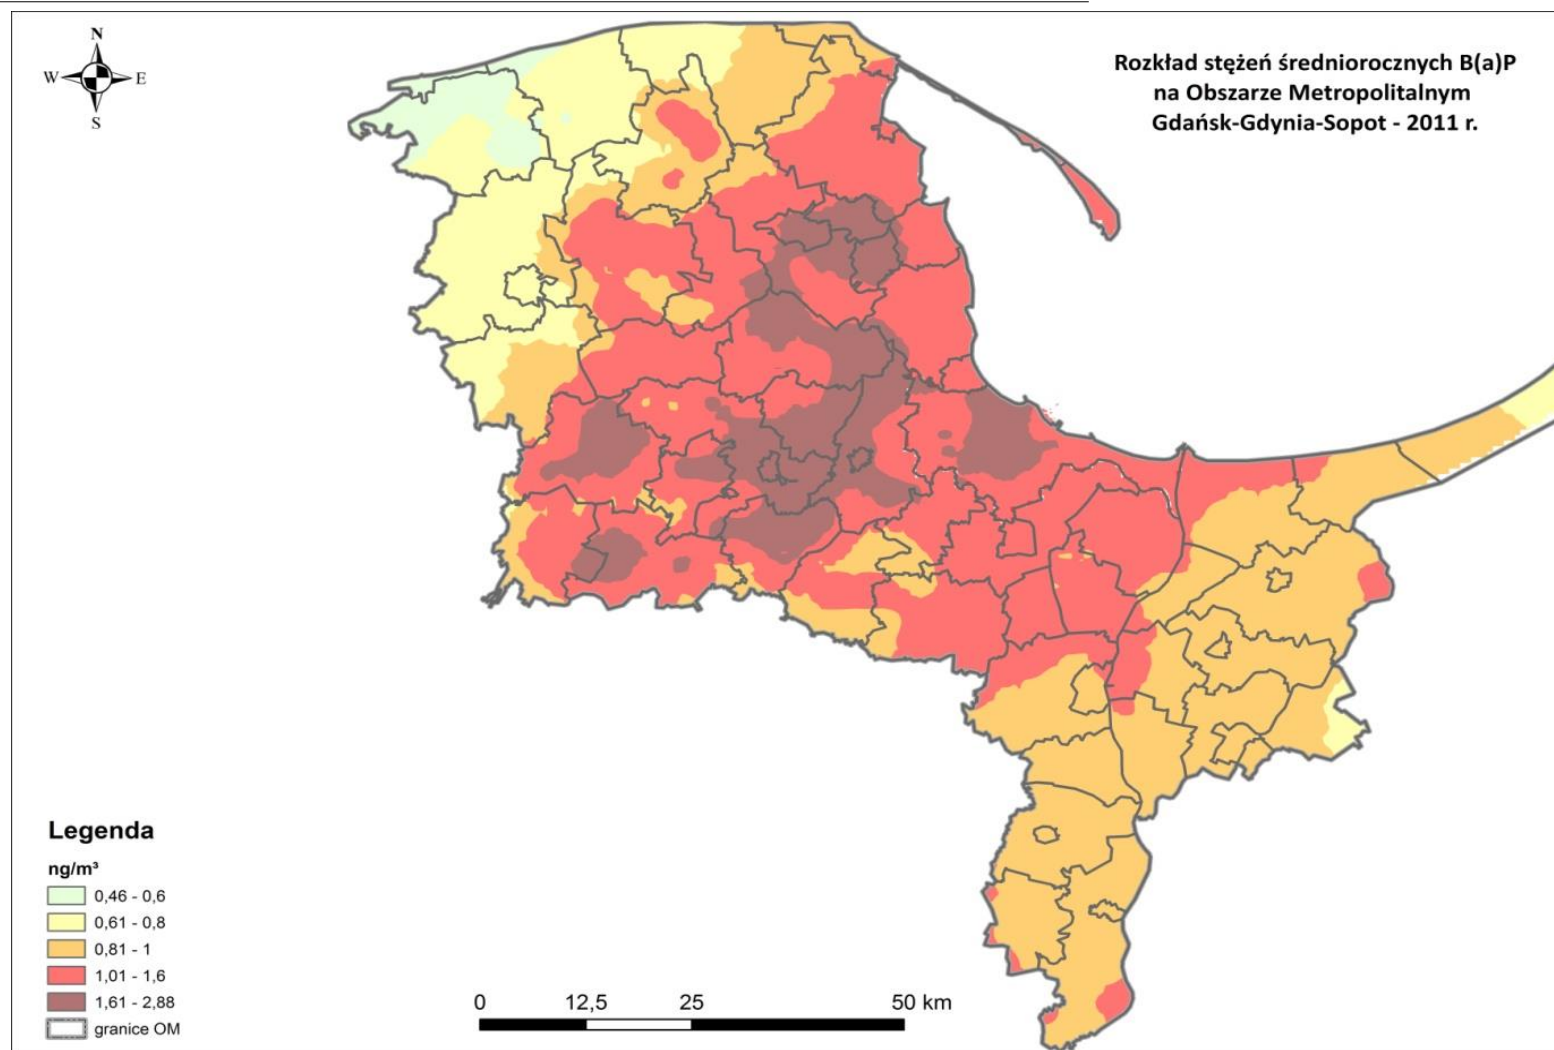 N
W E
S
Rozkład stężeń średniorocznych B(a)P
na Obszarze Metropolitalnym
Gdańsk-Gdynia-Sopot - 2011 r.
Legenda
ng/m³
0,46 - 0,6
0,61 - 0,8
0,81 - 1
1,01 - 1,6
1,61 - 2,88
granice OM
0 12,5 25 50 km